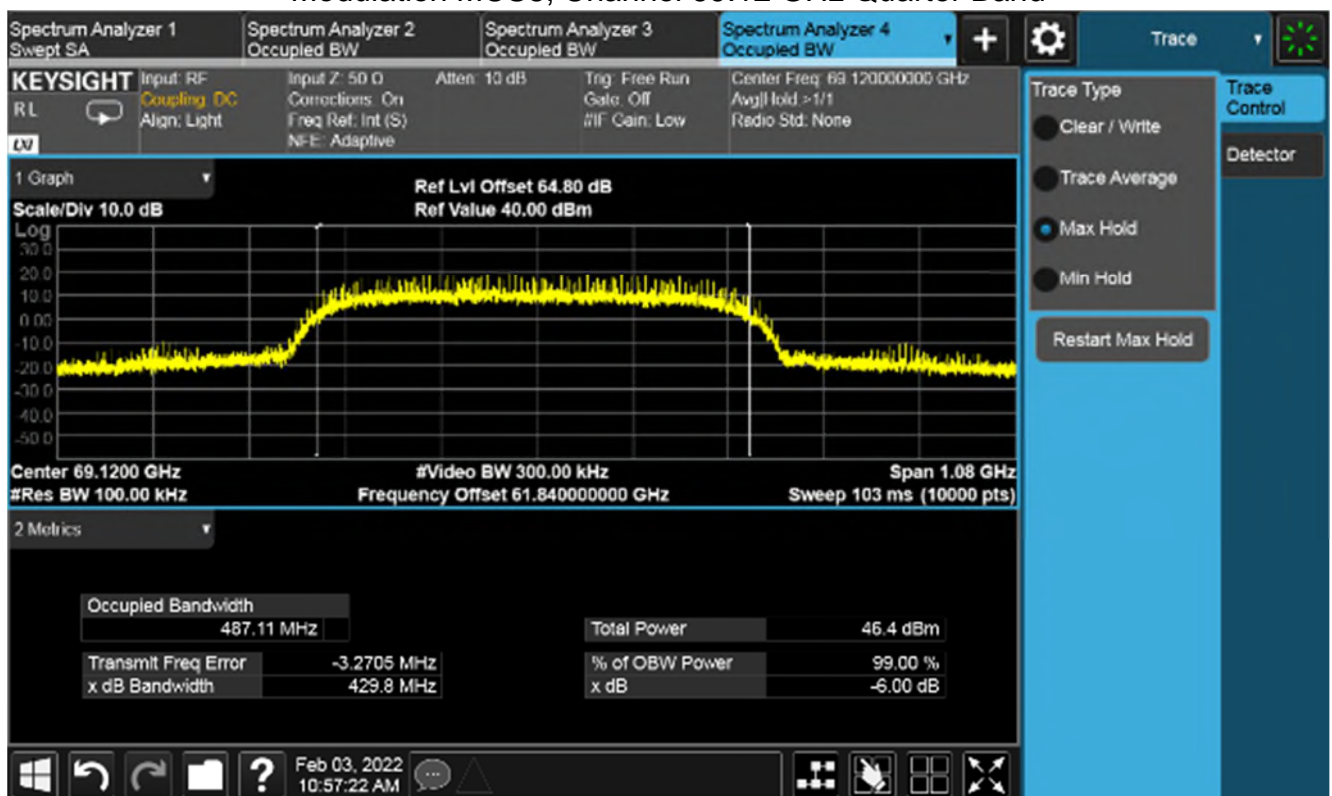 Modulation MCS8, Channel 69.12 GHz Quarter Band
Spectrum Analyzer 1
Swept SA
Spectrum Analyzer 2
Occupied BW
Spectrum Analyzer 3
Occupied BW
Spectrum Analyzer 4
Occupied BW
Trace
KEYSIGHT
RL
LXI
Input: RF
Coupling: DC
Align: Light
Input Z: 50 Ω
Corrections: On
Freq Ref: Int (S)
NFE: Adaptive
Atten: 10 dB
Trig: Free Run
Gate: Off
#IF Gain: Low
Center Freq: 69.120000000 GHz
Avg|Hold:>1/1
Radio Std: None
1 Graph
Scale/Div 10.0 dB
Ref Lvl Offset 64.80 dB
Ref Value 40.00 dBm
Log
30.0
20.0
10.0
0.00
-10.0
-20.0
-30.0
-40.0
-50.0
Center 69.1200 GHz
#Res BW 100.00 kHz
#Video BW 300.00 kHz
Frequency Offset 61.840000000 GHz
Span 1.08 GHz
Sweep 103 ms (10000 pts)
2 Metrics
Occupied Bandwidth
487.11 MHz
Transmit Freq Error -3.2705 MHz
x dB Bandwidth 429.8 MHz
Total Power 46.4 dBm
% of OBW Power 99.00 %
x dB -6.00 dB
Trace Type
Clear / Write
Trace Average
Max Hold
Min Hold
Restart Max Hold
Trace
Control
Detector
Feb 03, 2022
10:57:22 AM